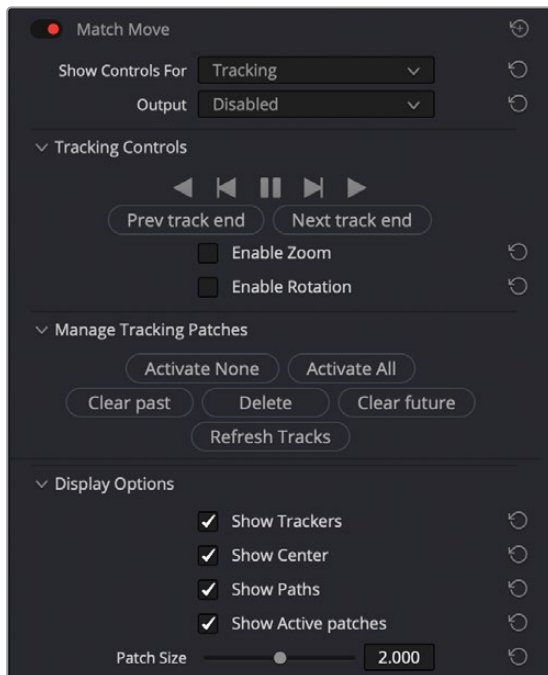 Match Move
Show Controls For Tracking
Output Disabled
Tracking Controls
Prev track end Next track end
Enable Zoom
Enable Rotation
Manage Tracking Patches
Activate None Activate All
Clear past Delete Clear future
Refresh Tracks
Display Options
Show Trackers
Show Center
Show Paths
Show Active patches
Patch Size 2.000